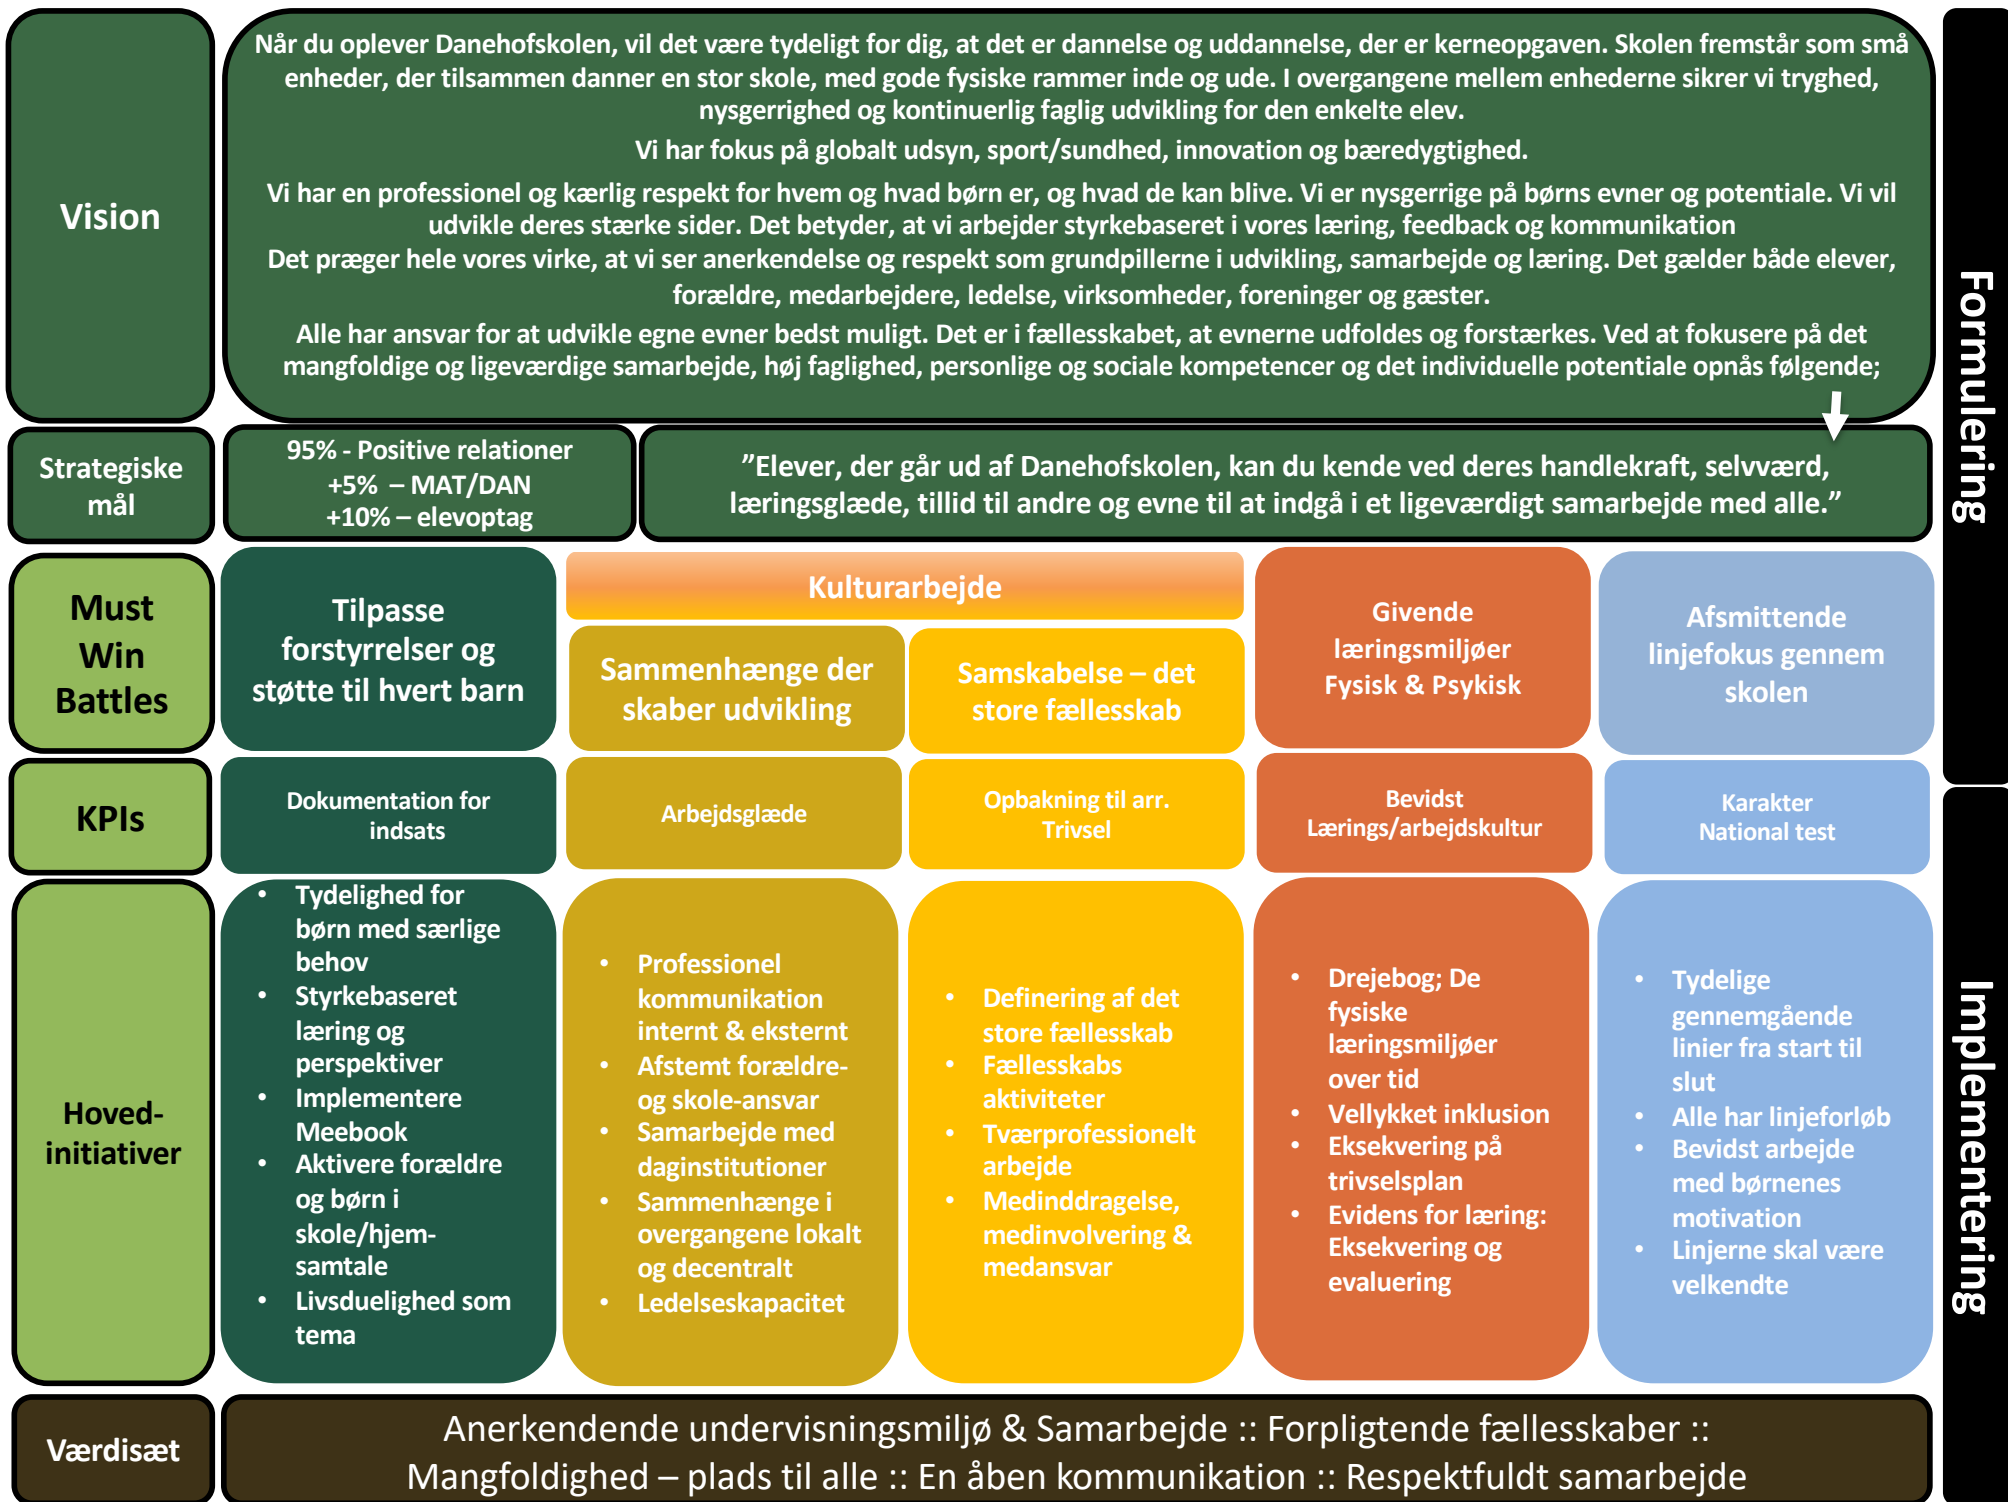 Vision
Når du oplever Danehofskolen, vil det være tydeligt for dig, at det er dannelse og uddannelse, der er kerneopgaven. Skolen fremstår som små
enheder, der tilsammen danner en stor skole, med gode fysiske rammer inde og ude. I overgangene mellem enhederne sikrer vi tryghed,
nysgerrighed og kontinuerlig faglig udvikling for den enkelte elev.
Vi har fokus på globalt udsyn, sport/sundhed, innovation og bæredygtighed.
Vi har en professionel og kærlig respekt for hvem og hvad børn er, og hvad de kan blive. Vi er nysgerrige på børns evner og potentiale. Vi vil
udvikle deres stærke sider. Det betyder, at vi arbejder styrkebaseret i vores læring, feedback og kommunikation
Det præger hele vores virke, at vi ser anerkendelse og respekt som grundpillerne i udvikling, samarbejde og læring. Det gælder både elever,
forældre, medarbejdere, ledelse, virksomheder, foreninger og gæster.
Alle har ansvar for at udvikle egne evner bedst muligt. Det er i fællesskabet, at evnerne udfoldes og forstærkes. Ved at fokusere på det
mangfoldige og ligeværdige samarbejde, høj faglighed, personlige og sociale kompetencer og det individuelle potentiale opnås følgende;
Formulering
Strategiske
mål
95% - Positive relationer
+5% – MAT/DAN
+10% – elevoptag
”Elever, der går ud af Danehofskolen, kan du kende ved deres handlekraft, selvværd,
læringsglæde, tillid til andre og evne til at indgå i et ligeværdigt samarbejde med alle.”
Must
Win
Battles
Tilpasse
forstyrrelser og
støtte til hvert barn
Kulturarbejde
Sammenhænge der
skaber udvikling
Samskabelse – det
store fællesskab
Givende
læringsmiljøer
Fysisk & Psykisk
Afsmittende
linjefokus gennem
skolen
KPIs
Dokumentation for
indsats
Arbejdsglæde
Opbakning til arr.
Trivsel
Bevidst
Lærings/arbejdskultur
Karakter
National test
Implementering
Hoved-
initiativer
• Tydelighed for
børn med særlige
behov
• Styrkebaseret
læring og
perspektiver
• Implementere
Meebook
• Aktivere forældre
og børn i
skole/hjem-
samtale
• Livsduelighed som
tema
• Professionel
kommunikation
internt & eksternt
• Afstemt forældre-
og skole-ansvar
• Samarbejde med
daginstitutioner
• Sammenhænge i
overgangene lokalt
og decentralt
• Ledelseskapacitet
• Definering af det
store fællesskab
• Fællesskabs
aktiviteter
• Tværprofessionelt
arbejde
• Medinddragelse,
medinvolvering &
medansvar
• Drejebog; De
fysiske
læringsmiljøer
over tid
• Vellykket inklusion
• Eksekvering på
trivselsplan
• Evidens for læring:
Eksekvering og
evaluering
• Tydelige
gennemgående
linier fra start til
slut
• Alle har linjeforløb
• Bevidst arbejde
med børnenes
motivation
• Linjerne skal være
velkendte
Værdisæt
Anerkendende undervisningsmiljø & Samarbejde :: Forpligtende fællesskaber ::
Mangfoldighed – plads til alle :: En åben kommunikation :: Respektfuldt samarbejde